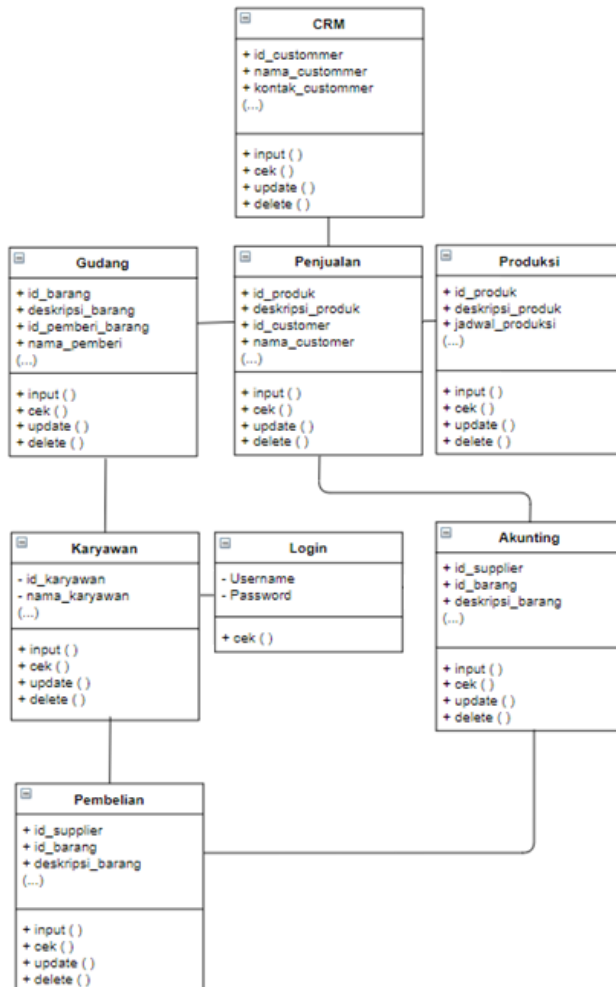 CRM
+ id_custommer
+ nama_custommer
+ kontak_custommer
(...)
+ input ( )
+ cek ( )
+ update ( )
+ delete ( )
Gudang
+ id_barang
+ deskripsi_barang
+ id_pemberi_barang
+ nama_pemberi
(...)
+ input ( )
+ cek ( )
+ update ( )
+ delete ( )
Penjualan
+ id_produk
+ deskripsi_produk
+ id_customer
+ nama_customer
(...)
+ input ( )
+ cek ( )
+ update ( )
+ delete ( )
Produksi
+ id_produk
+ deskripsi_produk
+ jadwal_produksi
(...)
+ input ( )
+ cek ( )
+ update ( )
+ delete ( )
Karyawan
- id_karyawan
- nama_karyawan
(...)
+ input ( )
+ cek ( )
+ update ( )
+ delete ( )
Login
- Username
- Password
+ cek ( )
Akunting
+ id_supplier
+ id_barang
+ deskripsi_barang
(...)
+ input ( )
+ cek ( )
+ update ( )
+ delete ( )
Pembelian
+ id_supplier
+ id_barang
+ deskripsi_barang
(...)
+ input ( )
+ cek ( )
+ update ( )
+ delete ( )